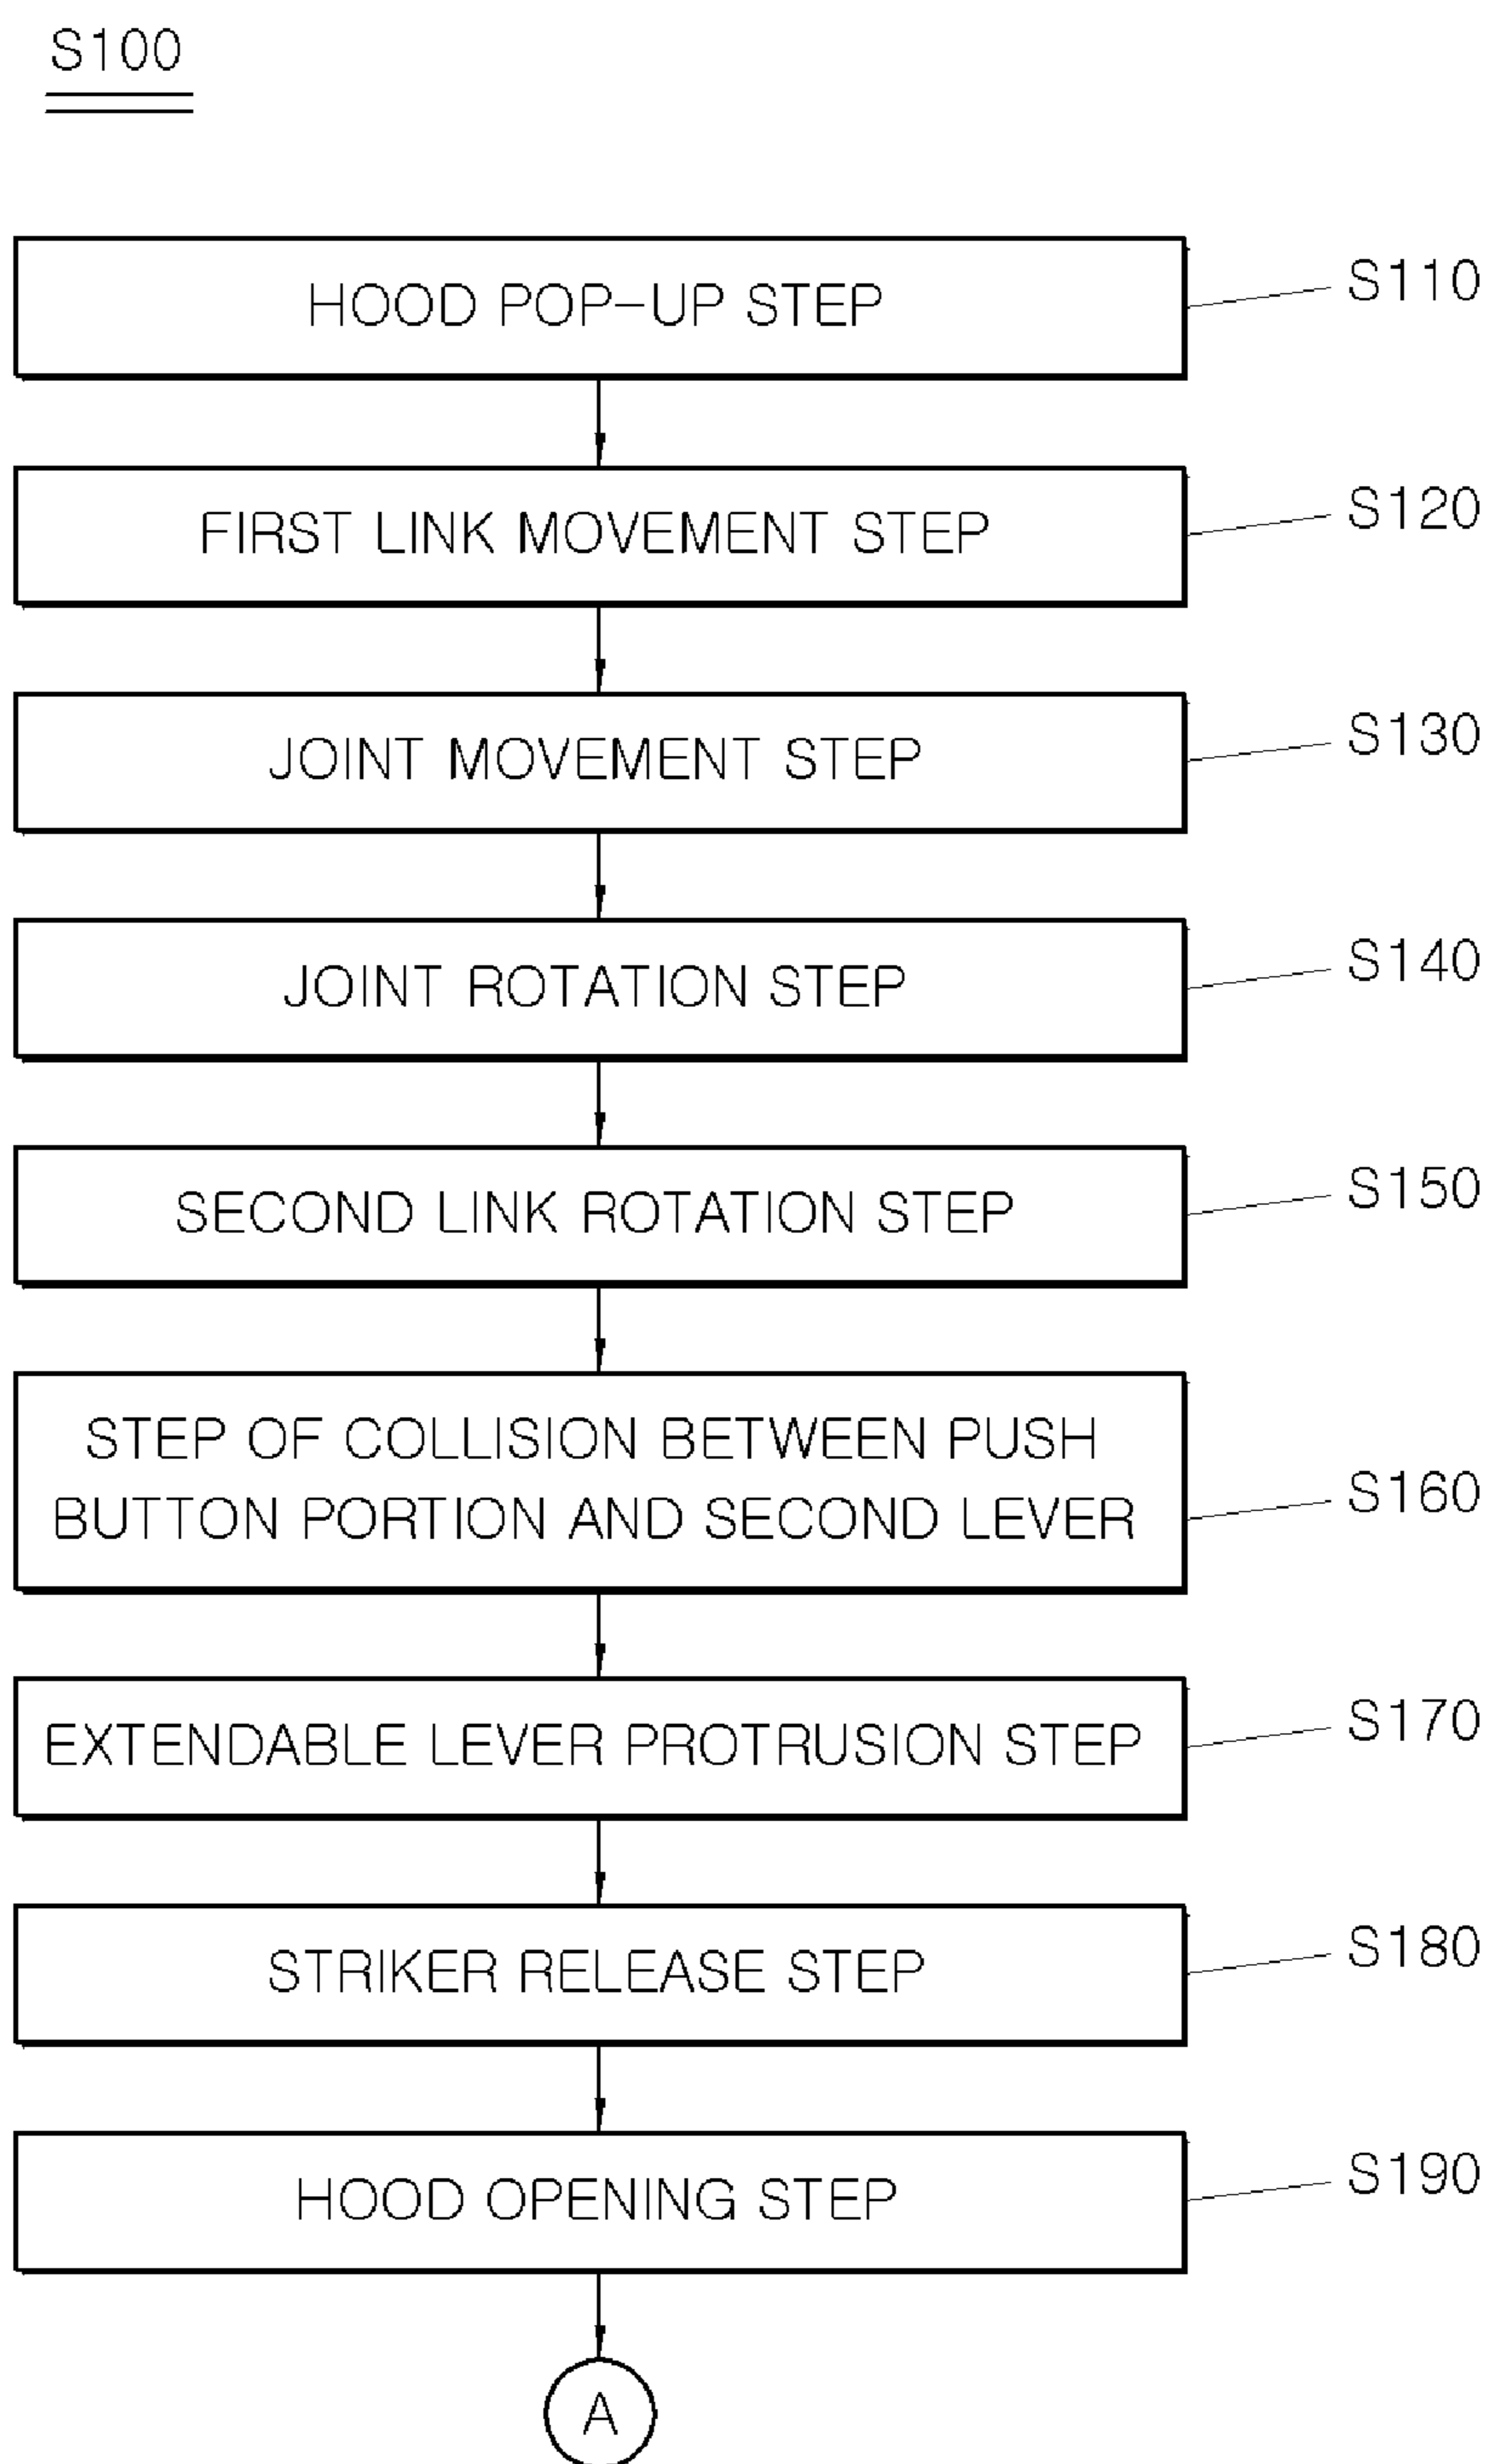 S100
HOOD POP-UP STEP
S110
FIRST LINK MOVEMENT STEP
S120
JOINT MOVEMENT STEP
S130
JOINT ROTATION STEP
S140
SECOND LINK ROTATION STEP
S150
STEP OF COLLISION BETWEEN PUSH
BUTTON PORTION AND SECOND LEVER
S160
EXTENDABLE LEVER PROTRUSION STEP
S170
STRIKER RELEASE STEP
S180
HOOD OPENING STEP
S190
A